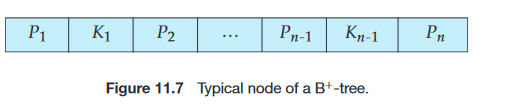 P1 K1 P2 ... Pn-1 Kn-1 Pn
Figure 11.7 Typical node of a B+-tree.